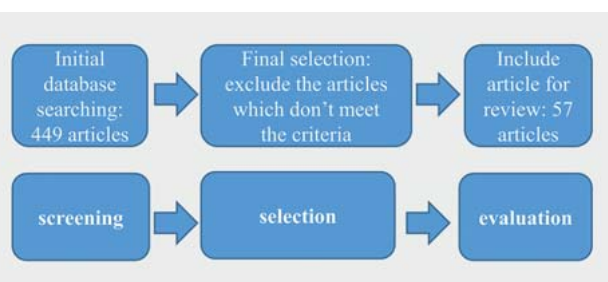 Initial
database
searching:
449 articles
Final selection:
exclude the articles
which don't meet
the criteria
Include
article for
review: 57
articles
screening
selection
evaluation